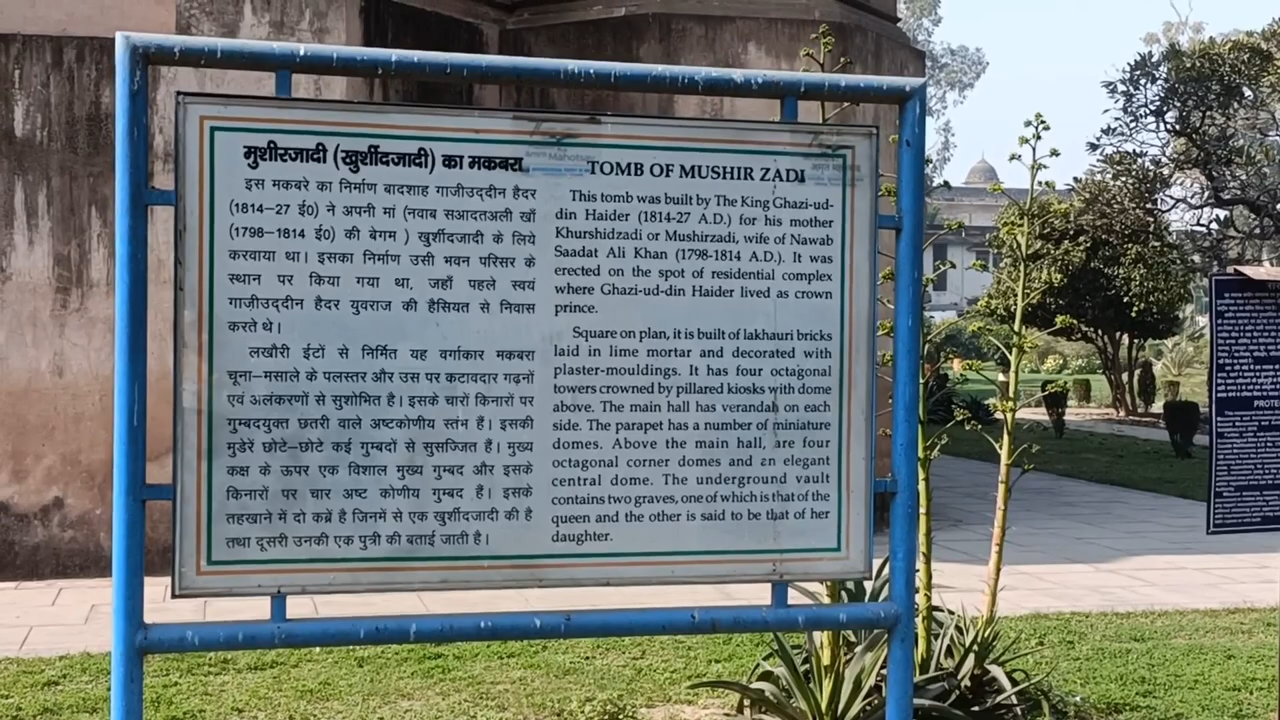 मुशीरजादी (खुर्शीदजादी) का मकबरा
इस मकबरे का निर्माण बादशाह गाजीउद्दीन हैदर
(1814–27 ई0) ने अपनी मां (नवाब सआदतअली खाँ
(1798–1814 ई0) की बेगम ) खुर्शीदजादी के लिये
करवाया था। इसका निर्माण उसी भवन परिसर के
स्थान पर किया गया था, जहाँ पहले स्वयं
गाज़ीउद्दीन हैदर युवराज की हैसियत से निवास
करते थे।
लखौरी ईटों से निर्मित यह वर्गाकार मकबरा
चूना–मसाले के पलस्तर और उस पर कटावदार गढ़नों
एवं अलंकरणों से सुशोभित है। इसके चारों किनारों पर
गुम्बदयुक्त छतरी वाले अष्टकोणीय स्तंभ हैं। इसकी
मुडेरें छोटे–छोटे कई गुम्बदों से सुसज्जित हैं। मुख्य
कक्ष के ऊपर एक विशाल मुख्य गुम्बद और इसके
किनारों पर चार अष्ट कोणीय गुम्बद हैं। इसके
तहखाने में दो कब्रें है जिनमें से एक खुर्शीदजादी की है
तथा दूसरी उनकी एक पुत्री की बताई जाती है।
TOMB OF MUSHIR ZADI
This tomb was built by The King Ghazi-ud-
din Haider (1814-27 A.D.) for his mother
Khurshidzadi or Mushirzadi, wife of Nawab
Saadat Ali Khan (1798-1814 A.D.). It was
erected on the spot of residential complex
where Ghazi-ud-din Haider lived as crown
prince.
Square on plan, it is built of lakhauri bricks
laid in lime mortar and decorated with
plaster-mouldings. It has four octagonal
towers crowned by pillared kiosks with dome
above. The main hall has verandah on each
side. The parapet has a number of miniature
domes. Above the main hall, are four
octagonal corner domes and an elegant
central dome. The underground vault
contains two graves, one of which is that of the
queen and the other is said to be that of her
daughter.